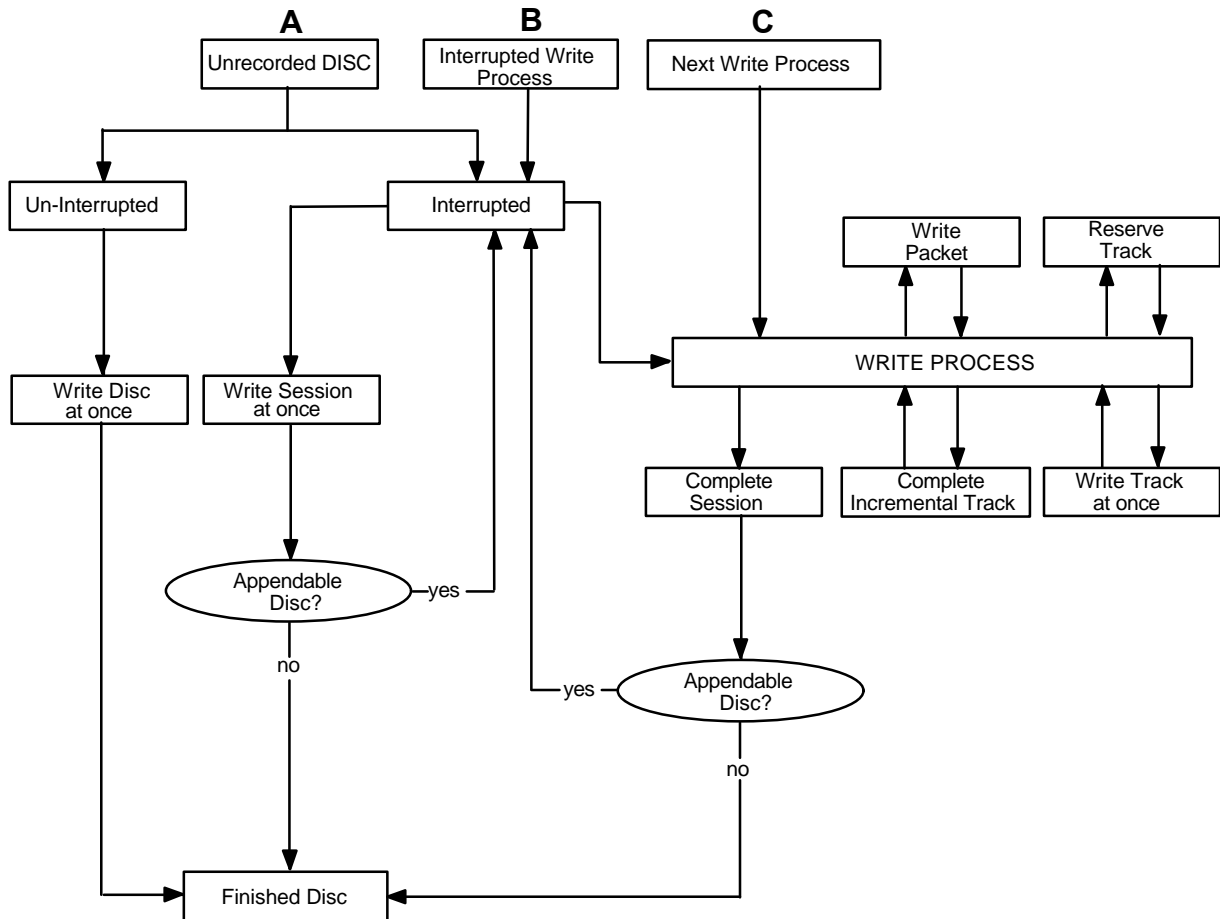 A
B
C
Unrecorded DISC
Interrupted Write
Process
Next Write Process
Un-Interrupted
Interrupted
Write
Packet
Reserve
Track
WRITE PROCESS
Write Disc
at once
Write Session
at once
Complete
Session
Complete
Incremental Track
Write Track
at once
Appendable
Disc?
yes
no
Appendable
Disc?
yes
no
Finished Disc